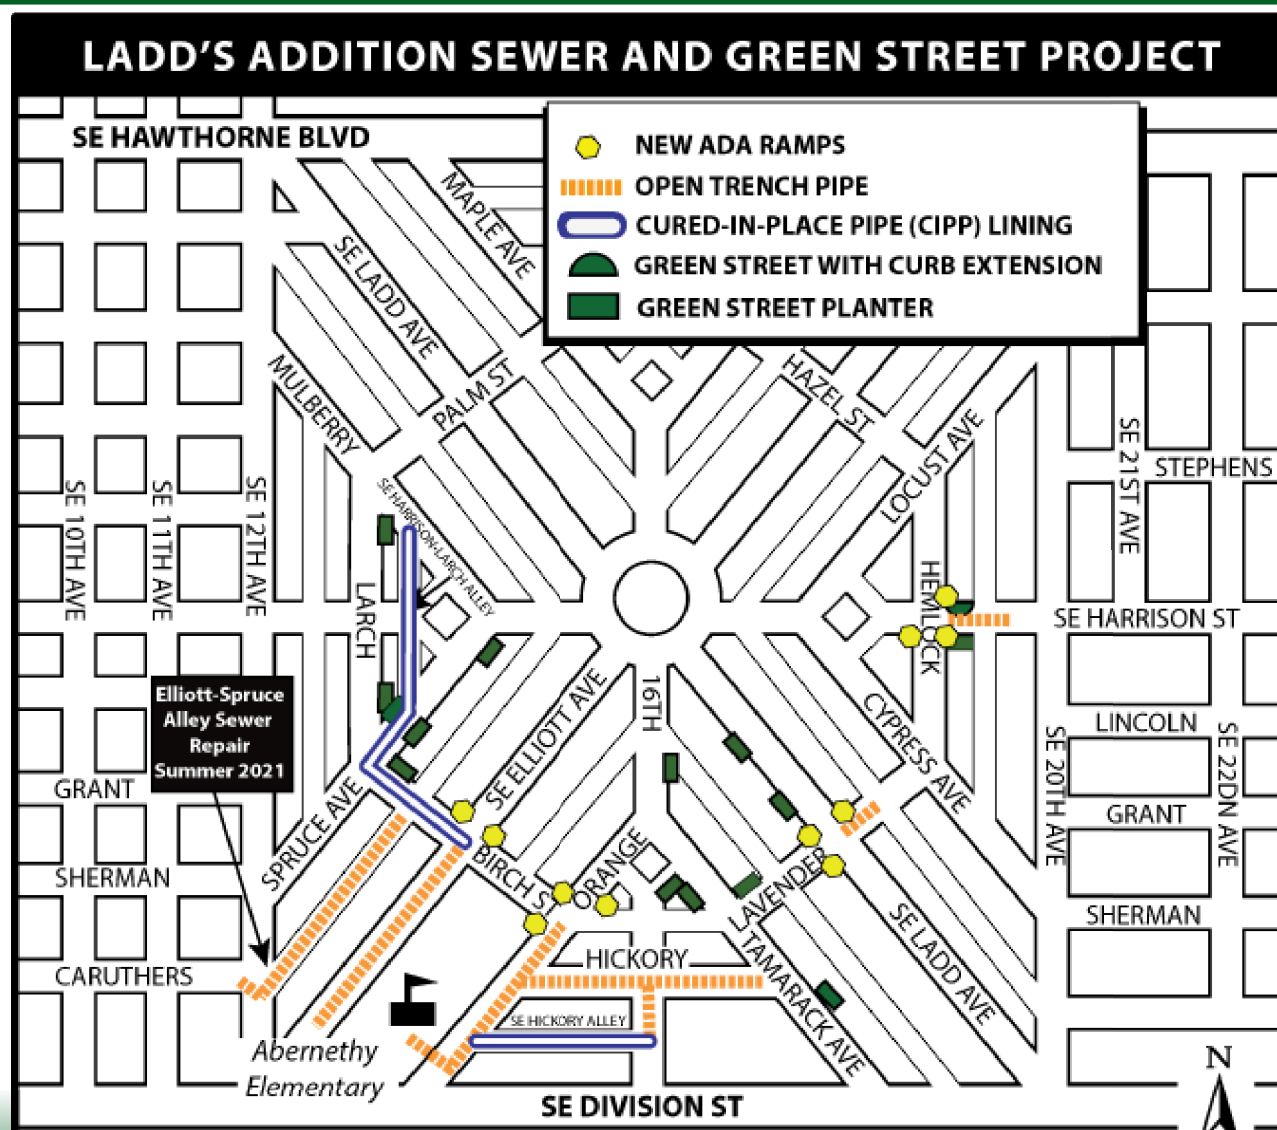 LADD'S ADDITION SEWER AND GREEN STREET PROJECT
SE HAWTHORNE BLVD
NEW ADA RAMPS
OPEN TRENCH PIPE
CURED-IN-PLACE PIPE (CIPP) LINING
GREEN STREET WITH CURB EXTENSION
GREEN STREET PLANTER
MAPLE AVE
SE LADD AVE
PALM ST
MULBERRY
HAZEL ST
LOCUST AVE
SE 21ST AVE
STEPHENS
SE 10TH AVE
SE 11TH AVE
SE 12TH AVE
SE HARRISON-LARCH ALLEY
LARCH
HEMLOCK
SE HARRISON ST
Elliott-Spruce
Alley Sewer
Repair
Summer 2021
SE ELLIOTT AVE
16TH
CYPRESS AVE
LINCOLN
SE 20TH AVE
SE 22DN AVE
GRANT
GRANT
SPRUCE AVE
BIRCH S
ORANGE
LAVENDER
SHERMAN
SHERMAN
SE LADD AVE
CARUTHERS
HICKORY
TAMARACK AVE
SE HICKORY ALLEY
Abernethy
Elementary
SE DIVISION ST
N